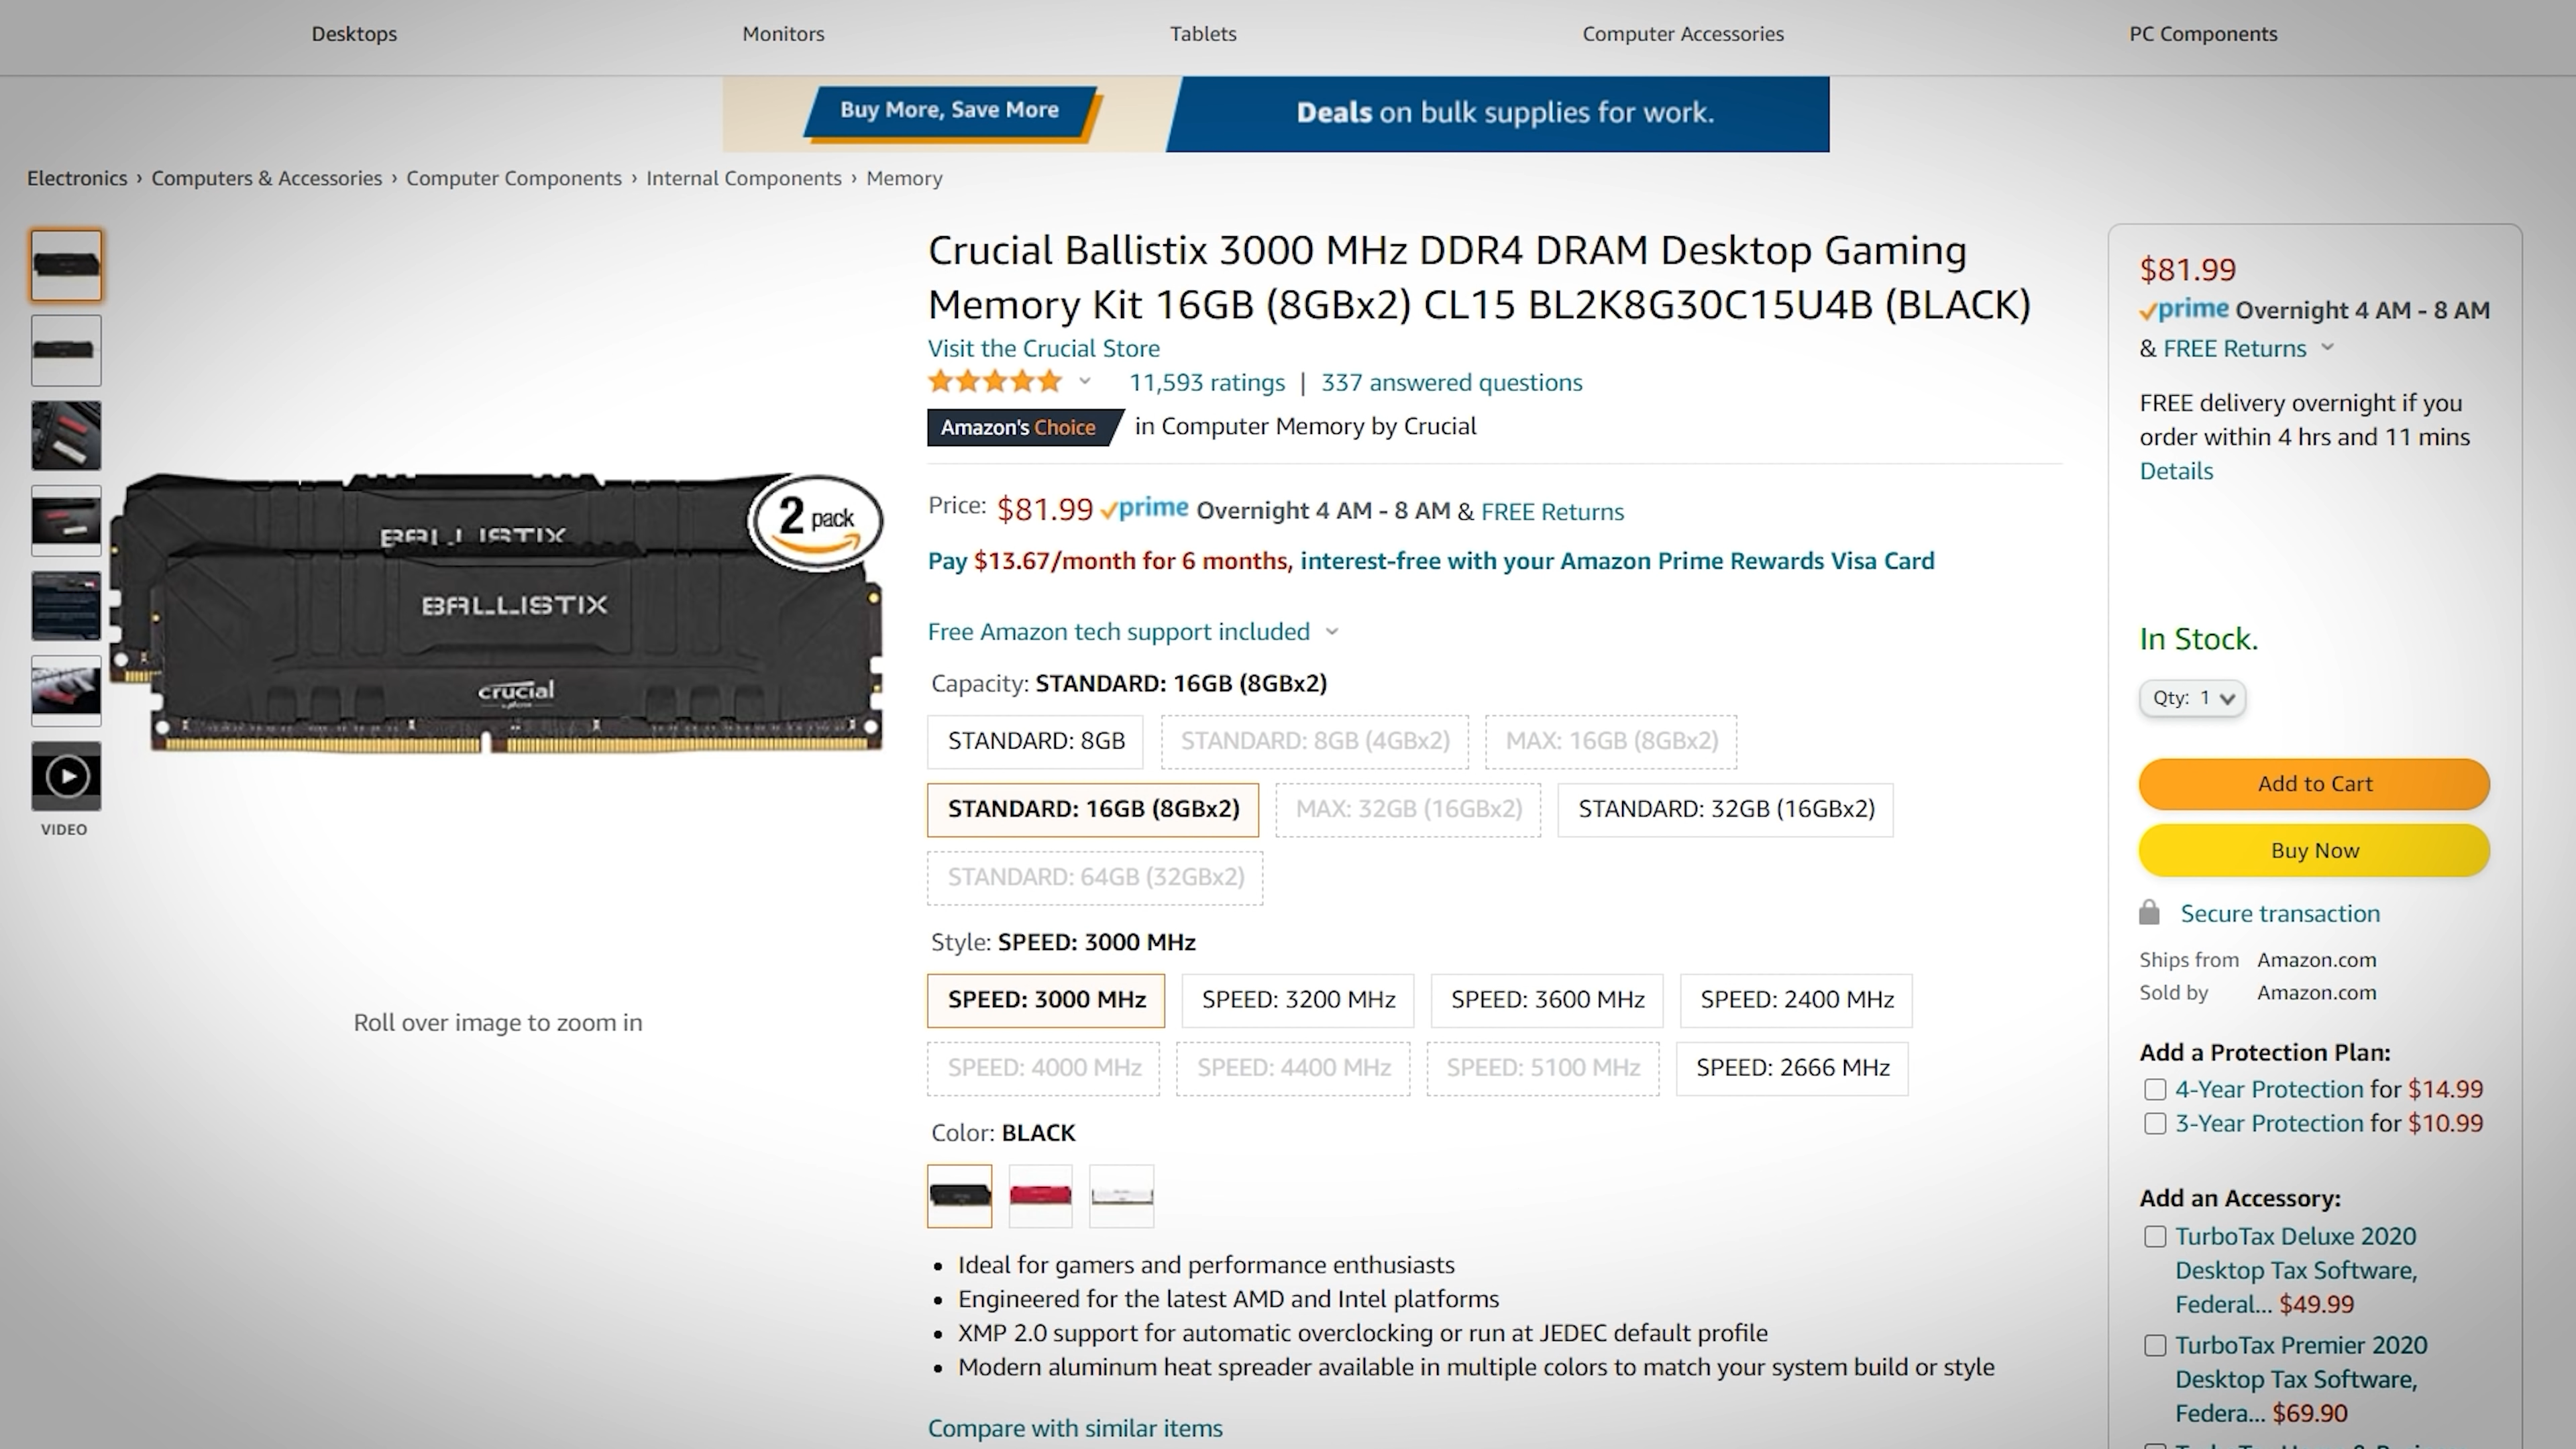 Desktops
Monitors
Tablets
Computer Accessories
PC Components
Buy More, Save More
Deals on bulk supplies for work.
Electronics › Computers & Accessories › Computer Components › Internal Components › Memory
Crucial Ballistix 3000 MHz DDR4 DRAM Desktop Gaming
Memory Kit 16GB (8GBx2) CL15 BL2K8G30C15U4B (BLACK)
Visit the Crucial Store
11,593 ratings | 337 answered questions
Amazon's Choice in Computer Memory by Crucial
BALLISTIX
2 pack
BALLISTIX
crucial
VIDEO
Roll over image to zoom in
Price: $81.99 prime Overnight 4 AM - 8 AM & FREE Returns
Pay $13.67/month for 6 months, interest-free with your Amazon Prime Rewards Visa Card
Free Amazon tech support included
Capacity: STANDARD: 16GB (8GBx2)
STANDARD: 8GB
STANDARD: 8GB (4GBx2)
MAX: 16GB (8GBx2)
STANDARD: 16GB (8GBx2)
MAX: 32GB (16GBx2)
STANDARD: 32GB (16GBx2)
STANDARD: 64GB (32GBx2)
Style: SPEED: 3000 MHz
SPEED: 3000 MHz
SPEED: 3200 MHz
SPEED: 3600 MHz
SPEED: 2400 MHz
SPEED: 4000 MHz
SPEED: 4400 MHz
SPEED: 5100 MHz
SPEED: 2666 MHz
Color: BLACK
• Ideal for gamers and performance enthusiasts
• Engineered for the latest AMD and Intel platforms
• XMP 2.0 support for automatic overclocking or run at JEDEC default profile
• Modern aluminum heat spreader available in multiple colors to match your system build or style
Compare with similar items
$81.99
prime Overnight 4 AM - 8 AM
& FREE Returns
FREE delivery overnight if you
order within 4 hrs and 11 mins
Details
In Stock.
Qty: 1
Add to Cart
Buy Now
Secure transaction
Ships from Amazon.com
Sold by Amazon.com
Add a Protection Plan:
4-Year Protection for $14.99
3-Year Protection for $10.99
Add an Accessory:
TurboTax Deluxe 2020
Desktop Tax Software,
Federal... $49.99
TurboTax Premier 2020
Desktop Tax Software,
Federa... $69.90